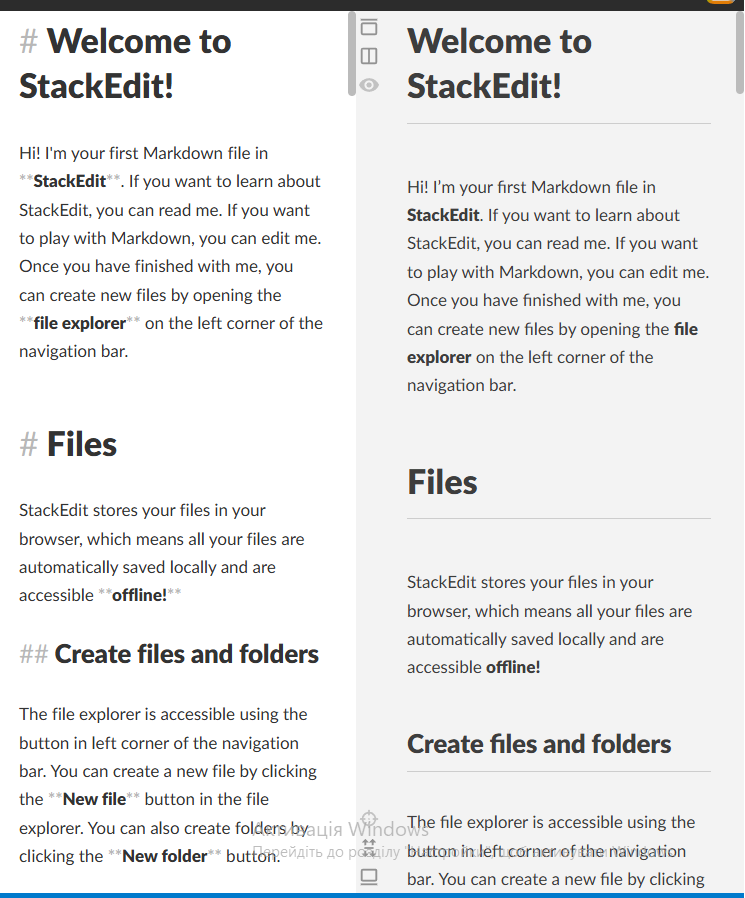 # Welcome to
StackEdit!
Hi! I'm your first Markdown file in
**StackEdit**. If you want to learn about
StackEdit, you can read me. If you want
to play with Markdown, you can edit me.
Once you have finished with me, you
can create new files by opening the
**file explorer** on the left corner of the
navigation bar.
# Files
StackEdit stores your files in your
browser, which means all your files are
automatically saved locally and are
accessible **offline!**
## Create files and folders
The file explorer is accessible using the
button in left corner of the navigation
bar. You can create a new file by clicking
the **New file** button in the file
explorer. You can also create folders by
clicking the **New folder** button.
Welcome to
StackEdit!
Hi! I’m your first Markdown file in
StackEdit. If you want to learn about
StackEdit, you can read me. If you want
to play with Markdown, you can edit me.
Once you have finished with me, you
can create new files by opening the file
explorer on the left corner of the
navigation bar.
Files
StackEdit stores your files in your
browser, which means all your files are
automatically saved locally and are
accessible offline!
Create files and folders
The file explorer is accessible using the
button in left corner of the navigation
bar. You can create a new file by clicking
Активація Windows
Перейдіть до розділу